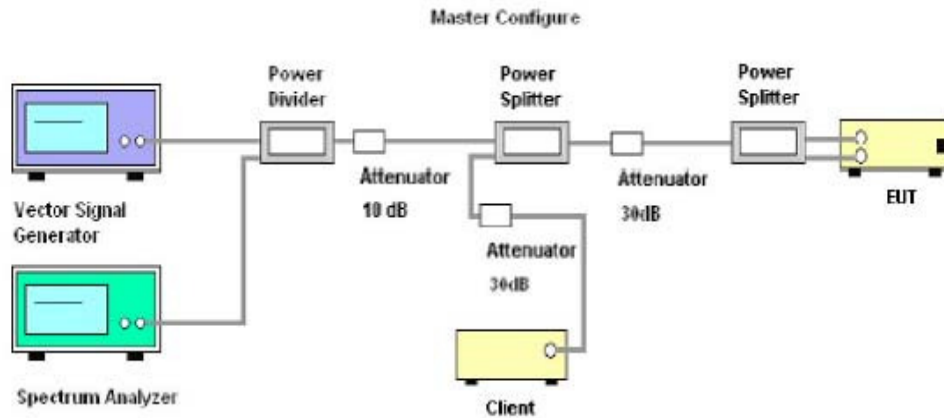 Master Configure
Power
Divider
Power
Splitter
Power
Splitter
Attenuator
10 dB
Attenuator
30dB
EUT
Vector Signal
Generator
Attenuator
30dB
Spectrum Analyzer
Client